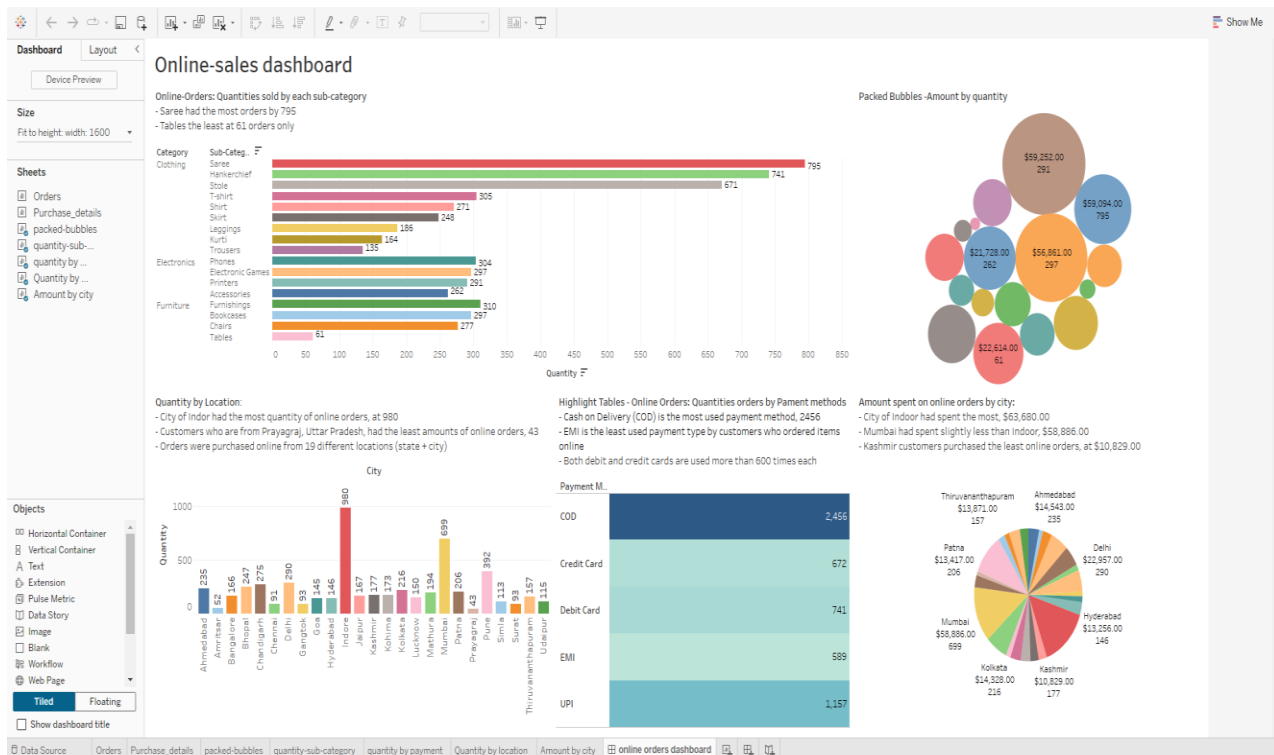 Show Me
Dashboard
Layout
Device Preview
Size
Fit to height: width: 1600
Sheets
Orders
Purchase_details
packed-bubbles
quantity-sub-...
quantity by ...
Quantity by ...
Amount by city
Objects
Horizontal Container
Vertical Container
Text
Extension
Pulse Metric
Data Story
Image
Blank
Workflow
Web Page
Tiled
Floating
Show dashboard title
Online-sales dashboard
Online-Orders: Quantities sold by each sub-category
- Saree had the most orders by 795
- Tables the least at 61 orders only
Category Sub-Categ..
Clothing Saree 795
Hankerchief 741
Stole 671
T-shirt 305
Shirt 271
Skirt 248
Leggings 186
Kurti 164
Trousers 135
Electronics Phones 304
Electronic Games 297
Printers 291
Accessories 262
Furniture Furnishings 310
Bookcases 297
Chairs 277
Tables 61
0 50 100 150 200 250 300 350 400 450 500 550 600 650 700 750 800 850
Quantity
Packed Bubbles -Amount by quantity
$59,252.00
291
$59,094.00
795
$21,728.00
262
$56,861.00
297
$22,614.00
61
Quantity by Location:
- City of Indor had the most quantity of online orders, at 980
- Customers who are from Prayagraj, Uttar Pradesh, had the least amounts of online orders, 43
- Orders were purchased online from 19 different locations (state + city)
City
Quantity
1000
500
0
235 52 166 247 275 91 290 93 145 146 980 167 177 173 216 150 194 699 206 43 392 113 93 157 115
Ahmedabad Amritsar Bangalore Bhopal Chandigarh Chennai Delhi Gangtok Goa Hyderabad Indore Jaipur Kashmir Kohima Kolkata Lucknow Mathura Mumbai Patna Prayagraj Pune Simla Surat Thiruvananthapuram Udaipur
Highlight Tables - Online Orders: Quantities orders by Pament methods
- Cash on Delivery (COD) is the most used payment method, 2456
- EMI is the least used payment type by customers who ordered items
online
- Both debit and credit cards are used more than 600 times each
Payment M..
COD 2,456
Credit Card 672
Debit Card 741
EMI 589
UPI 1,157
Amount spent on online orders by city:
- City of Indoor had spent the most, $63,680.00
- Mumbai had spent slightly less than Indoor, $58,886.00
- Kashmir customers purchased the least online orders, at $10,829.00
Thiruvananthapuram
$13,871.00
157
Ahmedabad
$14,543.00
235
Patna
$13,417.00
206
Delhi
$22,957.00
290
Mumbai
$58,886.00
699
Hyderabad
$13,256.00
146
Kolkata
$14,328.00
216
Kashmir
$10,829.00
177
Data Source Orders Purchase_details packed-bubbles quantity-sub-category quantity by payment Quantity by location Amount by city online orders dashboard